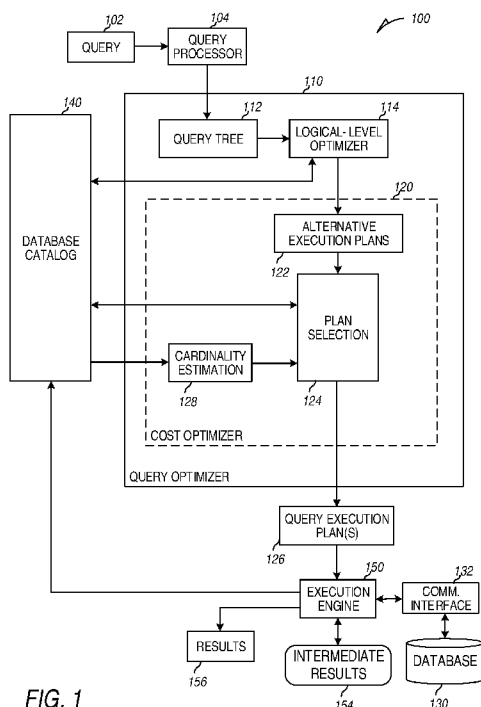 100
102
104
QUERY
QUERY
PROCESSOR
110
140
112
114
QUERY TREE
LOGICAL-LEVEL
OPTIMIZER
120
DATABASE
CATALOG
ALTERNATIVE
EXECUTION PLANS
122
PLAN
SELECTION
CARDINALITY
ESTIMATION
128
124
COST OPTIMIZER
QUERY OPTIMIZER
QUERY EXECUTION
PLAN(S)
126
150
132
EXECUTION
ENGINE
COMM.
INTERFACE
RESULTS
156
INTERMEDIATE
RESULTS
154
DATABASE
130
FIG. 1